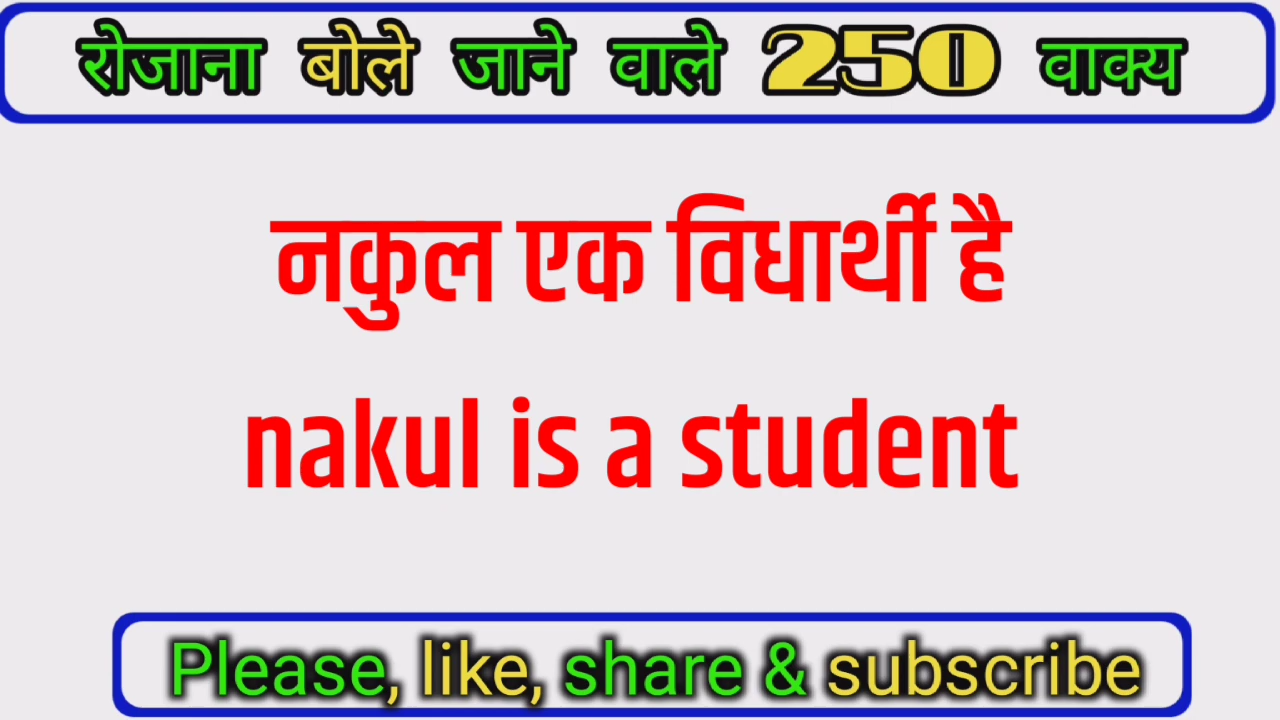 रोजाना बोले जाने वाले 250 वाक्य
नकुल एक विधार्थी है
nakul is a student
Please, like, share & subscribe